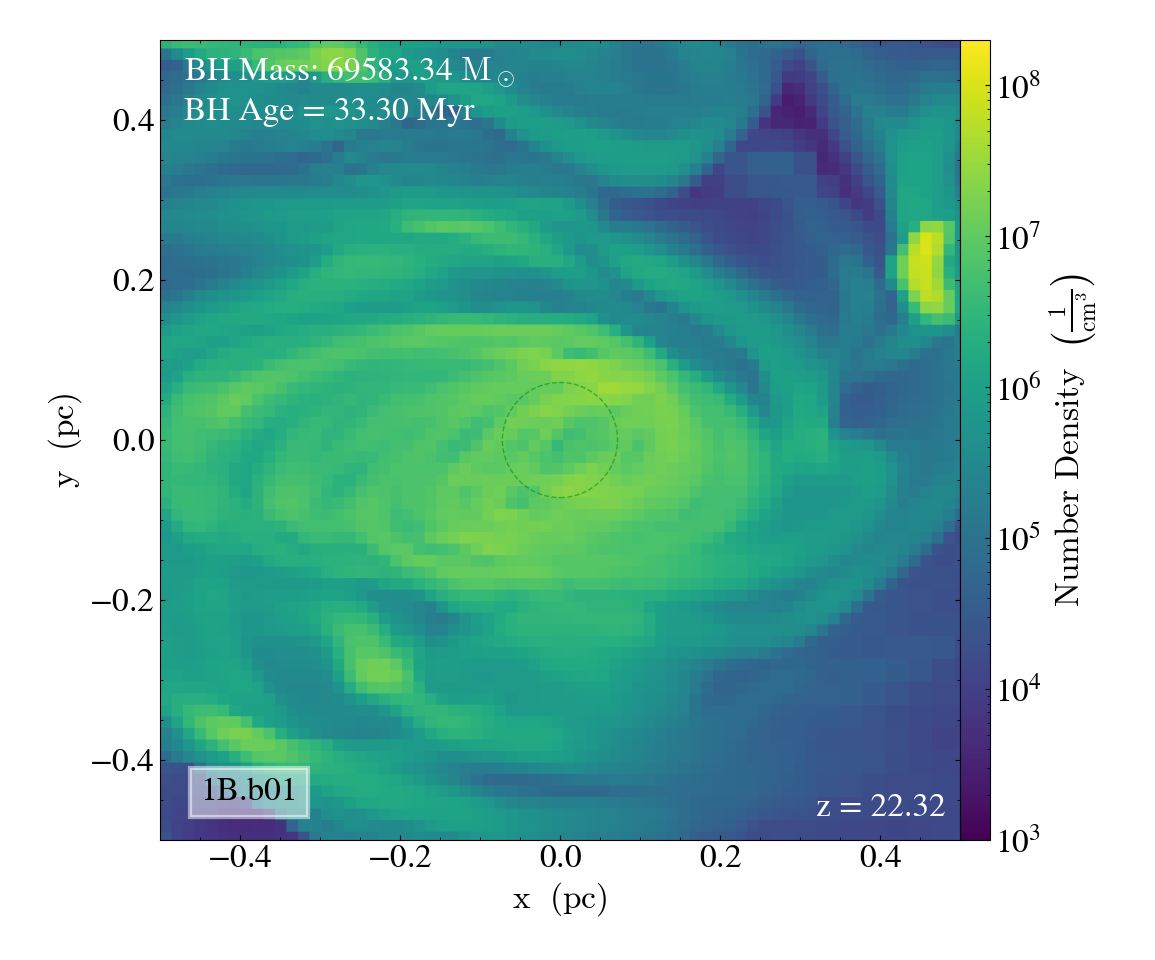 BH Mass: 69583.34 M⊙
BH Age = 33.30 Myr
0.4
0.2
0.0
−0.2
−0.4
y (pc)
1B.b01
z = 22.32
−0.4 −0.2 0.0 0.2 0.4
x (pc)
10⁸
10⁷
10⁶
10⁵
10⁴
10³
Number Density (1/cm³)